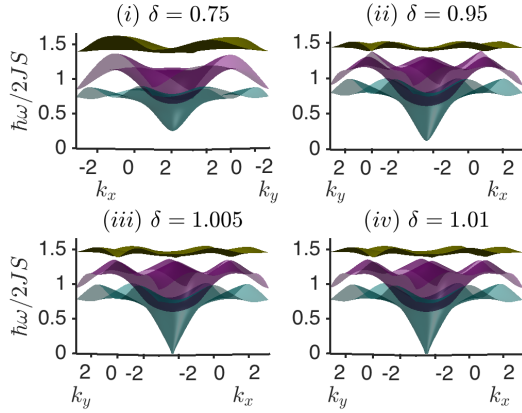 (i) δ = 0.75
(ii) δ = 0.95
ħω/2JS
1.5
1
0.5
0
-2 0 2 2 0 -2
k_x
k_y
2 0 -2 -2 0 2
k_y
k_x
(iii) δ = 1.005
(iv) δ = 1.01
ħω/2JS
1.5
1
0.5
0
2 0 -2 -2 0 2
k_y
k_x
2 0 -2 -2 0 2
k_y
k_x